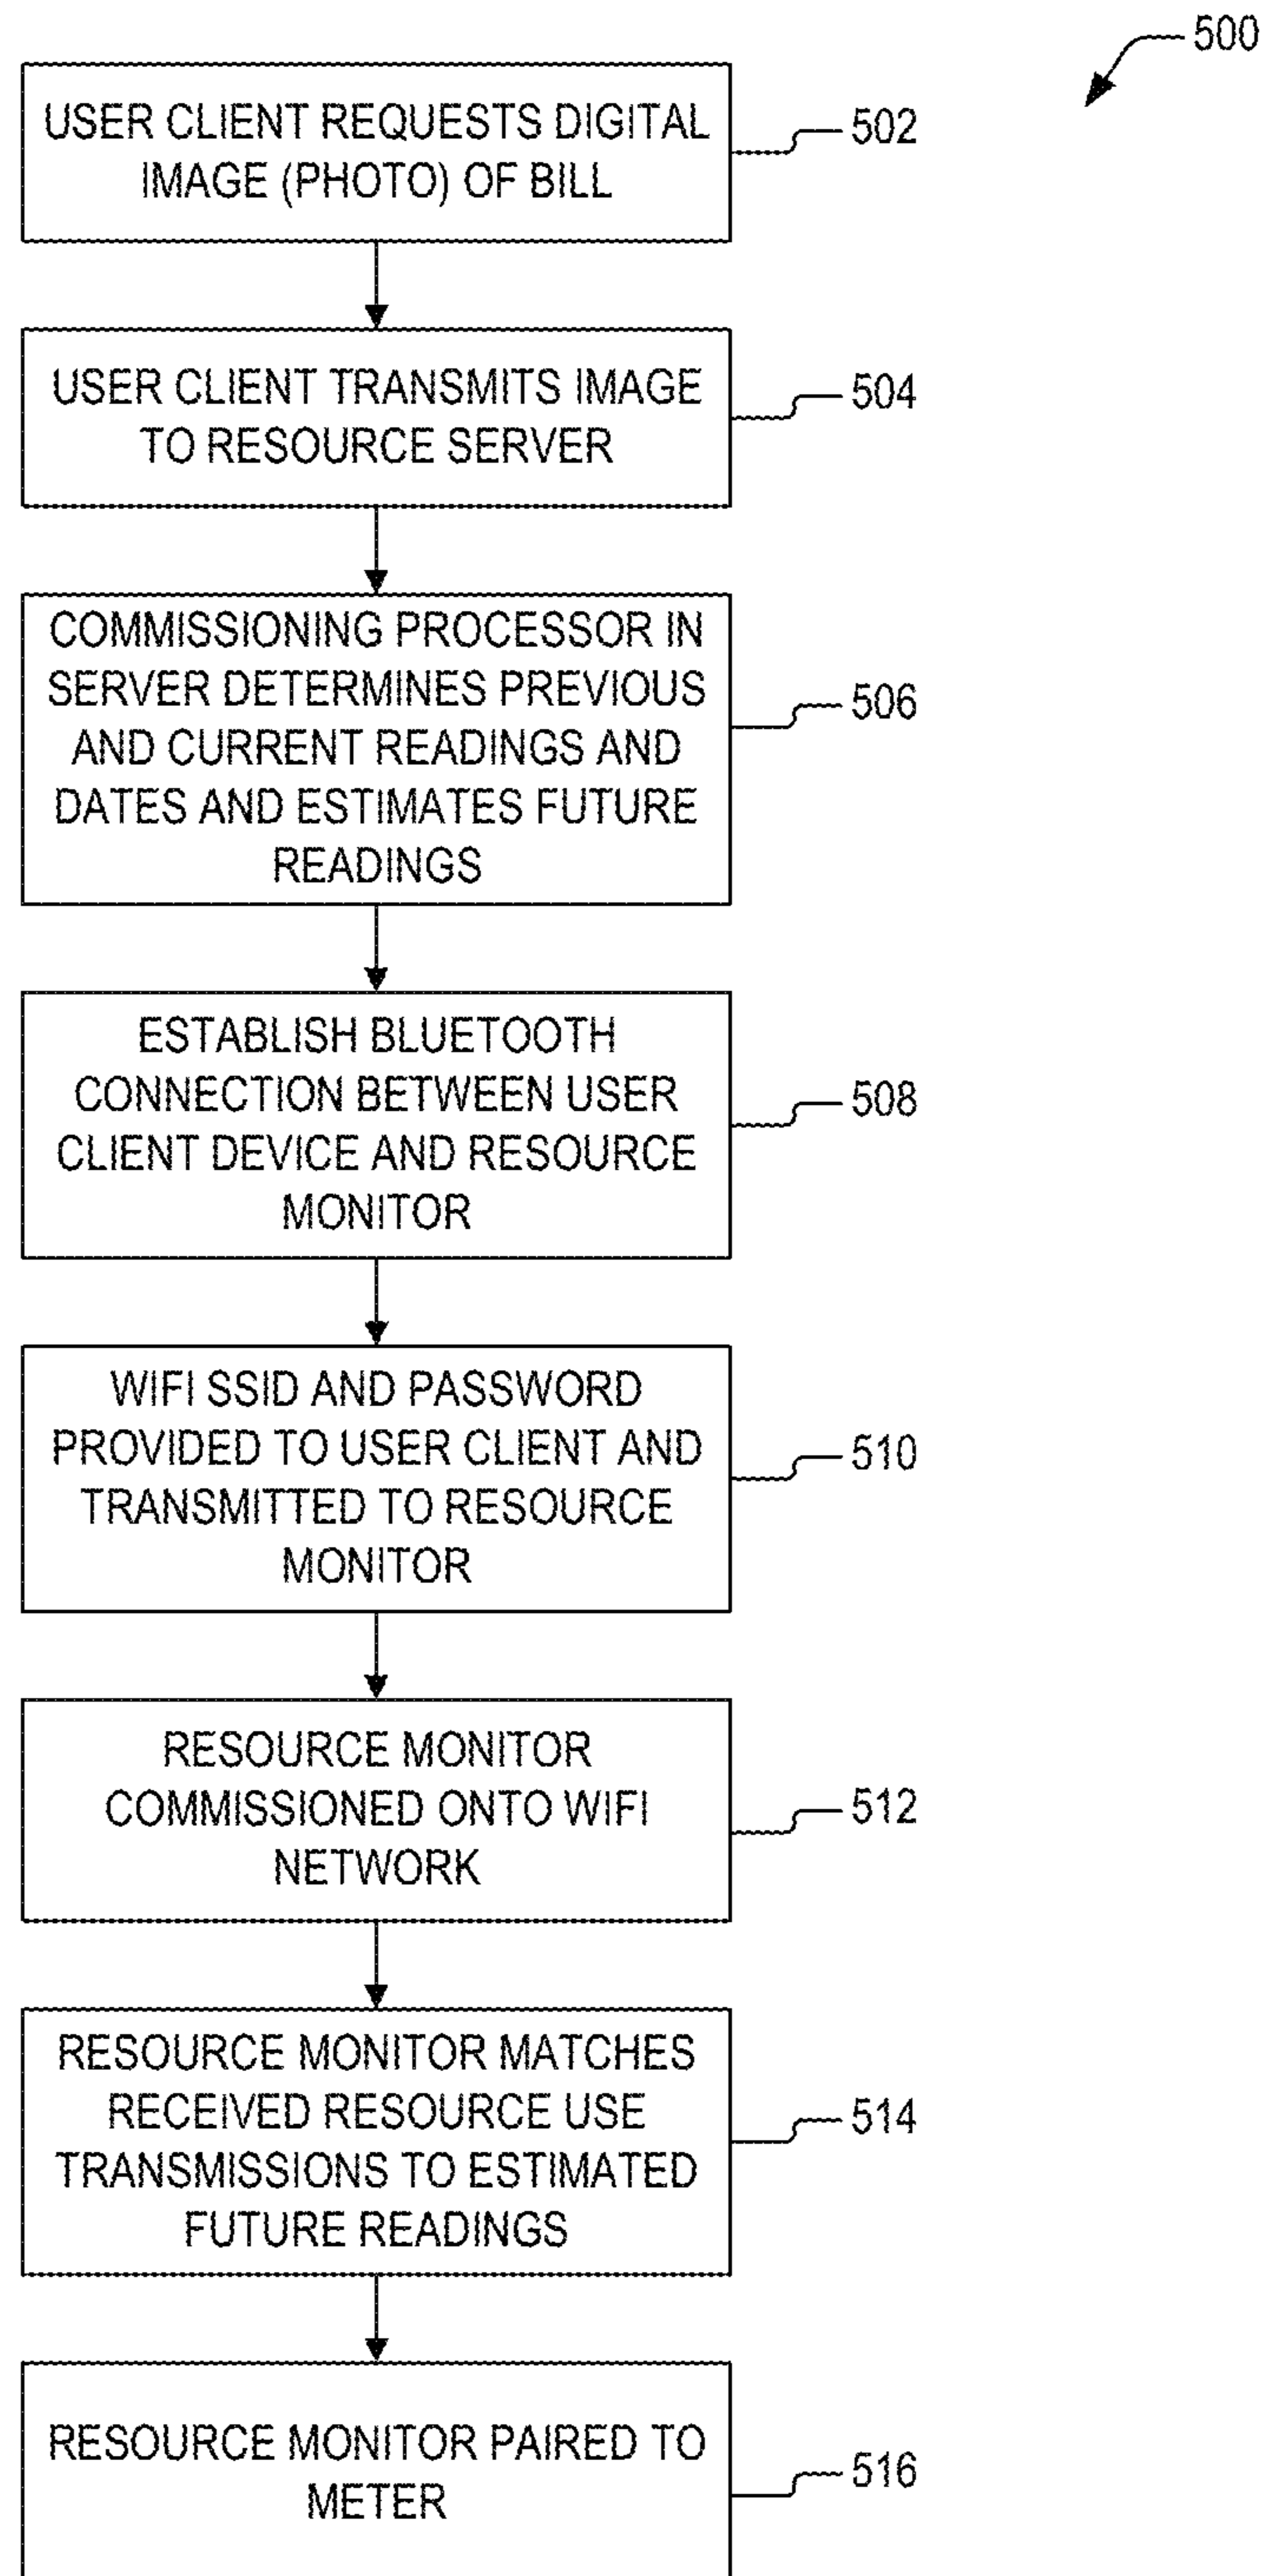 500
USER CLIENT REQUESTS DIGITAL
IMAGE (PHOTO) OF BILL
502
USER CLIENT TRANSMITS IMAGE
TO RESOURCE SERVER
504
COMMISSIONING PROCESSOR IN
SERVER DETERMINES PREVIOUS
AND CURRENT READINGS AND
DATES AND ESTIMATES FUTURE
READINGS
506
ESTABLISH BLUETOOTH
CONNECTION BETWEEN USER
CLIENT DEVICE AND RESOURCE
MONITOR
508
WIFI SSID AND PASSWORD
PROVIDED TO USER CLIENT AND
TRANSMITTED TO RESOURCE
MONITOR
510
RESOURCE MONITOR
COMMISSIONED ONTO WIFI
NETWORK
512
RESOURCE MONITOR MATCHES
RECEIVED RESOURCE USE
TRANSMISSIONS TO ESTIMATED
FUTURE READINGS
514
RESOURCE MONITOR PAIRED TO
METER
516